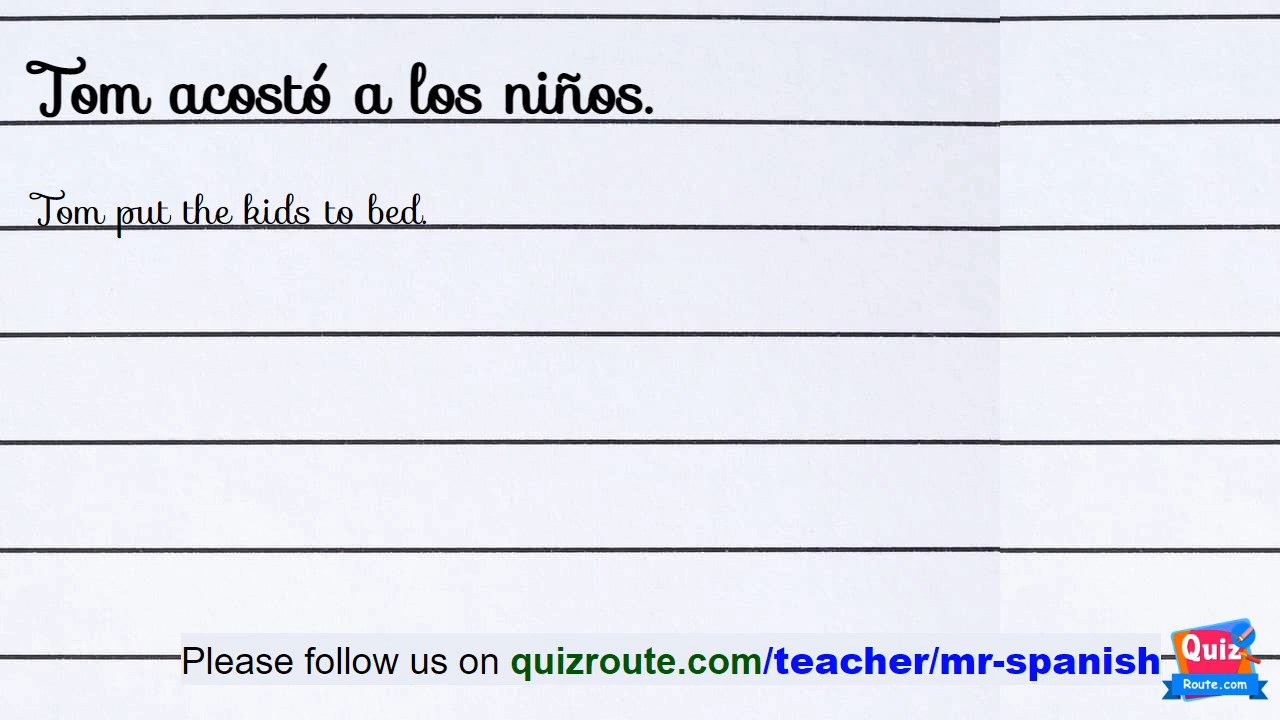 Tom acostó a los niños.
Tom put the kids to bed.
Please follow us on quizroute.com/teacher/mr-spanish
Quiz
Route.com